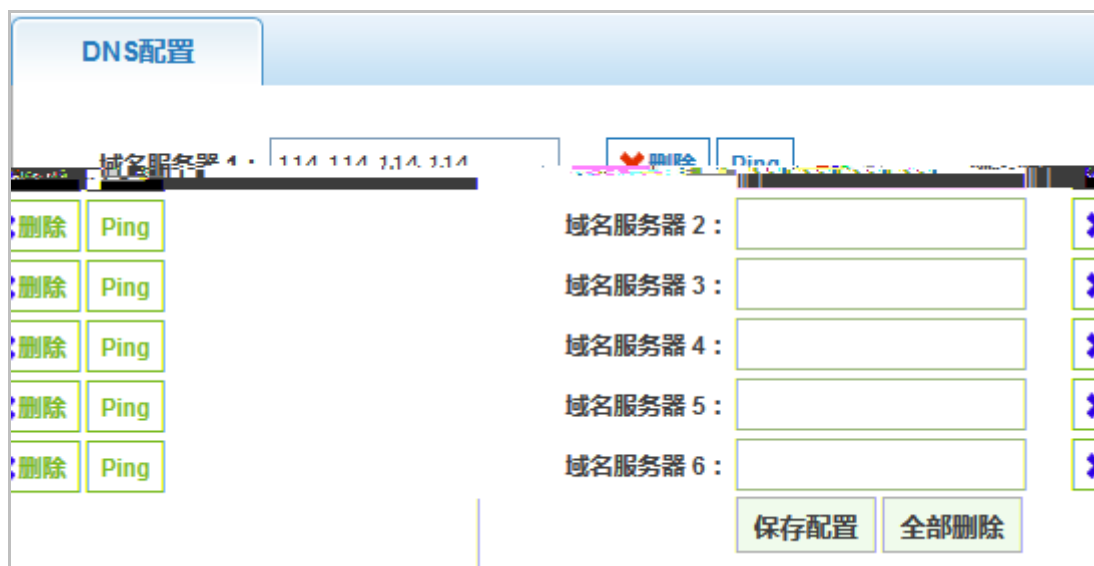 DNS配置
域名服务器 1： 114.114.114.114 删除 Ping
删除 Ping 域名服务器 2：
删除 Ping 域名服务器 3：
删除 Ping 域名服务器 4：
删除 Ping 域名服务器 5：
删除 Ping 域名服务器 6：
保存配置 全部删除